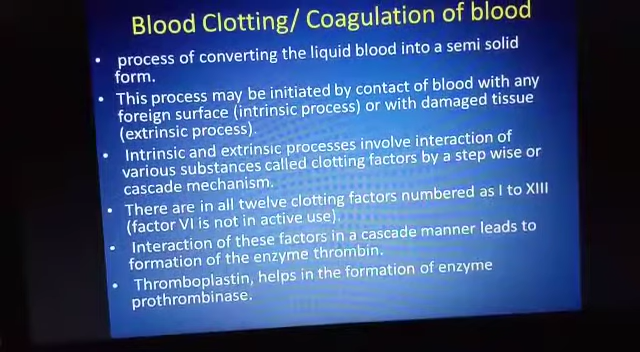 Blood Clotting/ Coagulation of blood
• process of converting the liquid blood into a semi solid
form.
• This process may be initiated by contact of blood with any
foreign surface (intrinsic process) or with damaged tissue
(extrinsic process).
• Intrinsic and extrinsic processes involve interaction of
various substances called clotting factors by a step wise or
cascade mechanism.
• There are in all twelve clotting factors numbered as I to XIII
(factor VI is not in active use).
• Interaction of these factors in a cascade manner leads to
formation of the enzyme thrombin.
• Thromboplastin, helps in the formation of enzyme
prothrombinase.